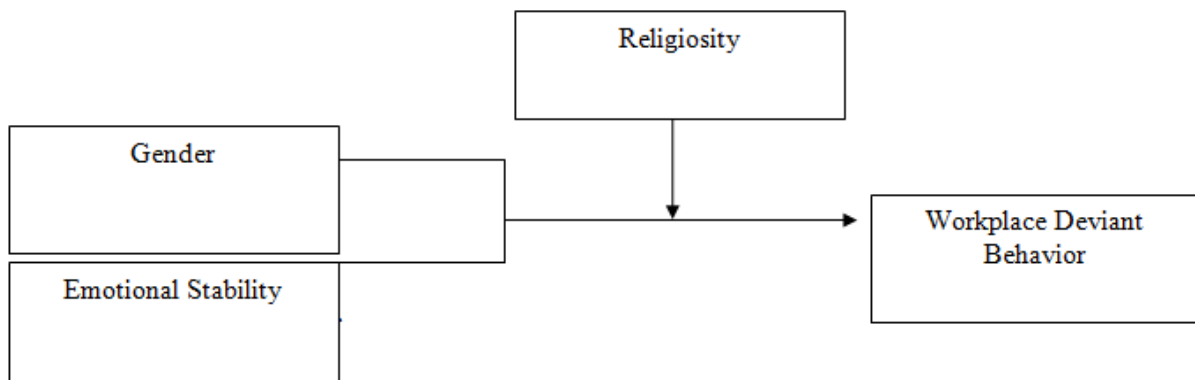 Religiosity
Gender
Workplace Deviant
Behavior
Emotional Stability